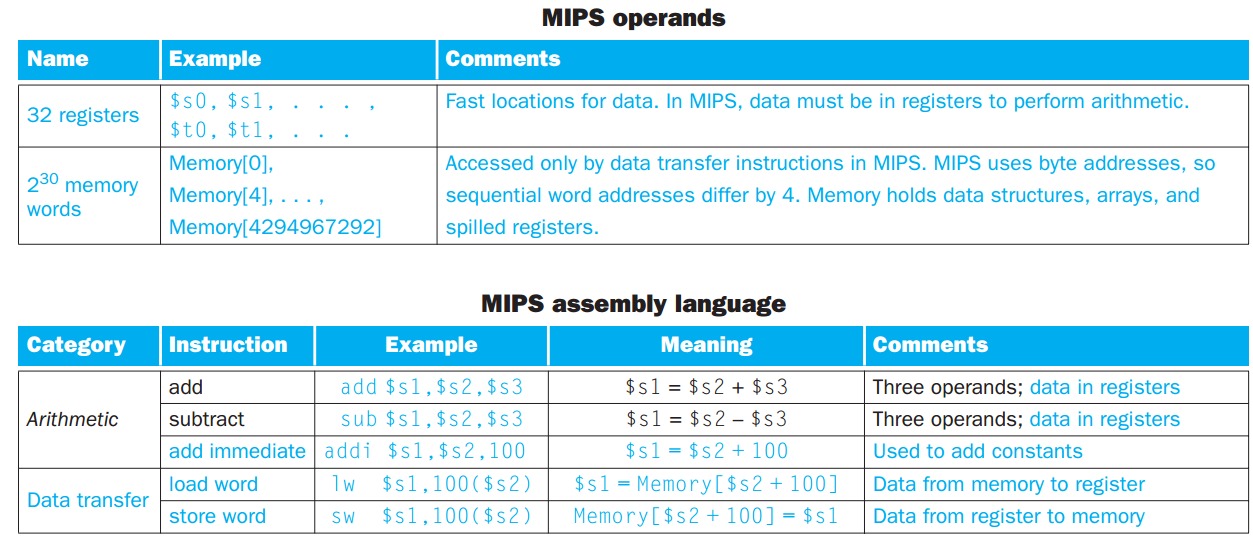 MIPS operands
Name Example Comments
32 registers $s0, $s1, . . . . , Fast locations for data. In MIPS, data must be in registers to perform arithmetic.
$t0, $t1, . . .
2³⁰ memory words Memory[0], Accessed only by data transfer instructions in MIPS. MIPS uses byte addresses, so
Memory[4], . . . , sequential word addresses differ by 4. Memory holds data structures, arrays, and
Memory[4294967292] spilled registers.
MIPS assembly language
Category Instruction Example Meaning Comments
Arithmetic add add $s1,$s2,$s3 $s1 = $s2 + $s3 Three operands; data in registers
subtract sub $s1,$s2,$s3 $s1 = $s2 – $s3 Three operands; data in registers
add immediate addi $s1,$s2,100 $s1 = $s2 + 100 Used to add constants
Data transfer load word lw $s1,100($s2) $s1 = Memory[$s2 + 100] Data from memory to register
store word sw $s1,100($s2) Memory[$s2 + 100] = $s1 Data from register to memory